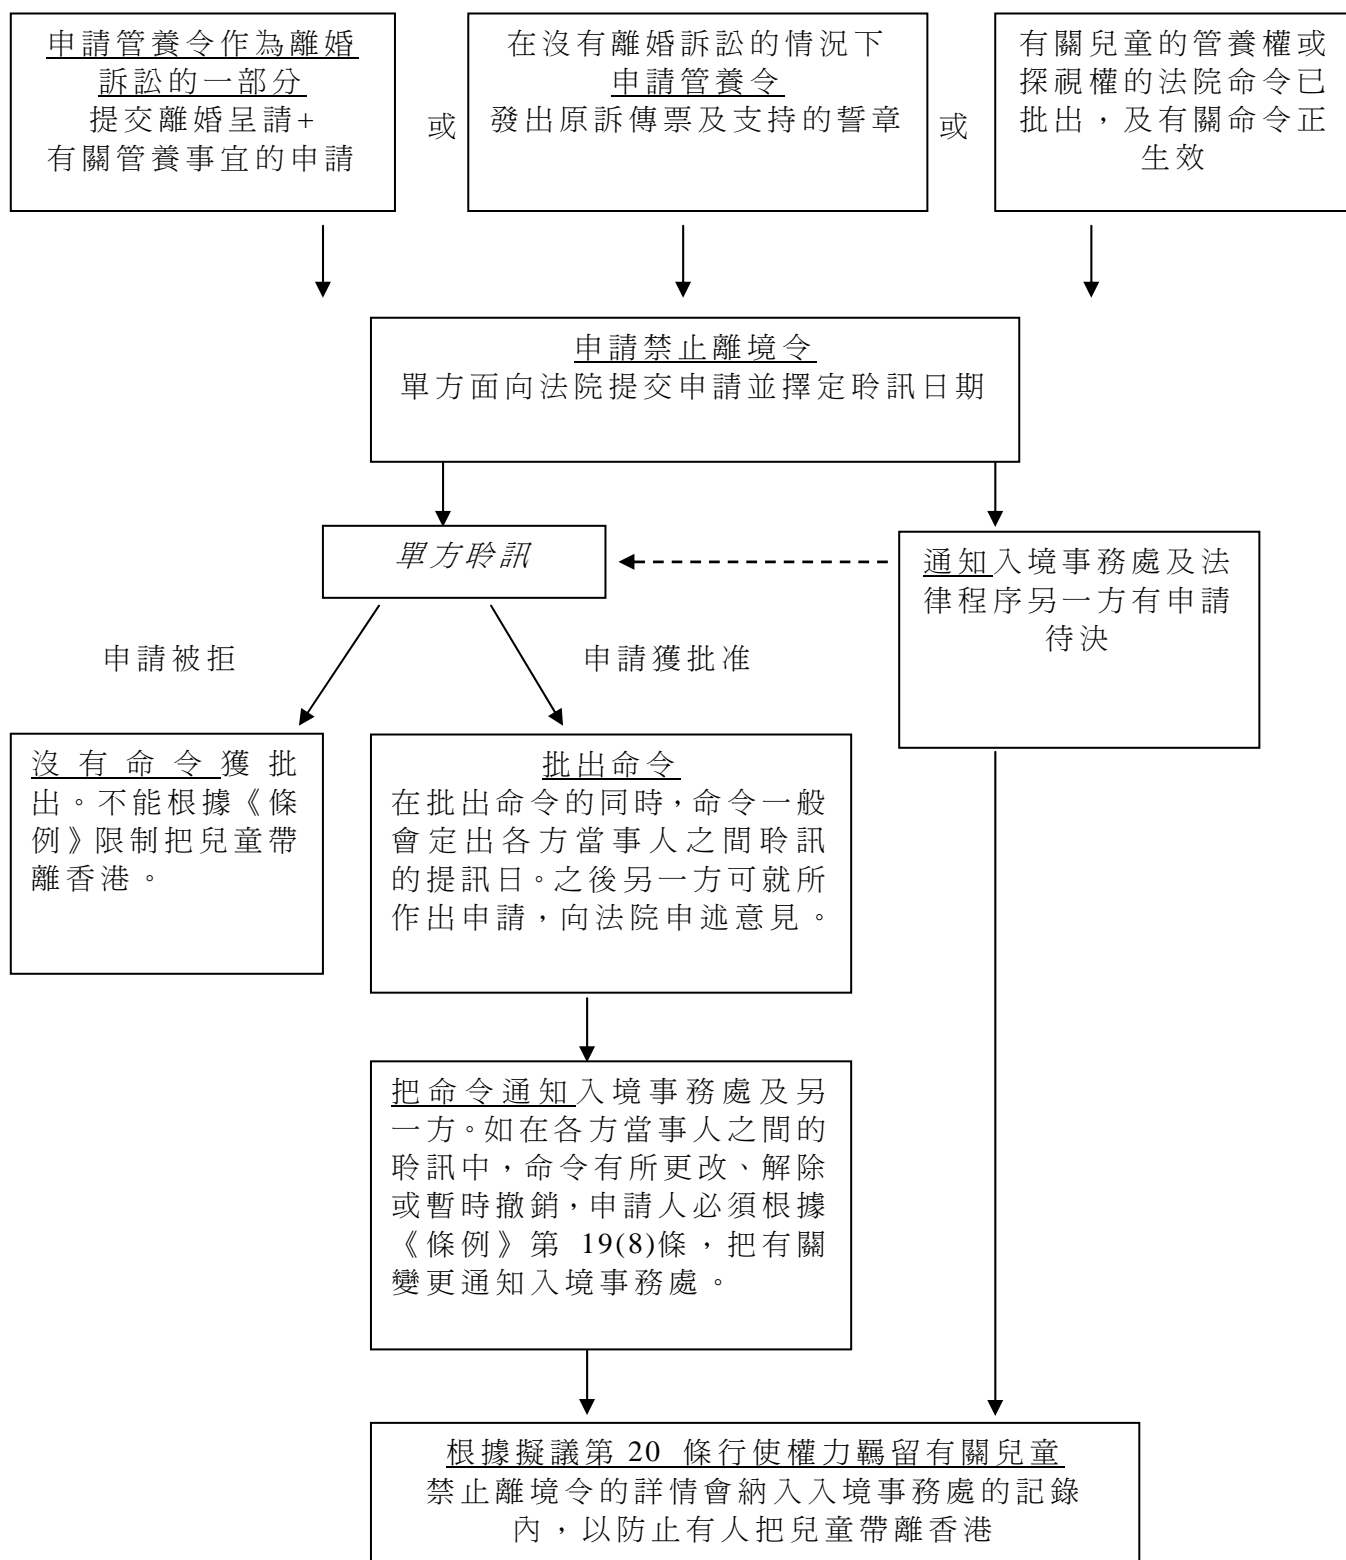 申請管養令作為離婚
訴訟的一部分
提交離婚呈請+
有關管養事宜的申請
或
在沒有離婚訴訟的情況下
申請管養令
發出原訴傳票及支持的誓章
或
有關兒童的管養權或
探視權的法院命令已
批出，及有關命令正
生效
申請禁止離境令
單方面向法院提交申請並擇定聆訊日期
單方聆訊
通知入境事務處及法
律程序另一方有申請
待決
申請被拒
申請獲批准
沒有命令獲批
出。不能根據《條
例》限制把兒童帶
離香港。
批出命令
在批出命令的同時，命令一般
會定出各方當事人之間聆訊
的提訊日。之後另一方可就所
作出申請，向法院申述意見。
把命令通知入境事務處及另
一方。如在各方當事人之間的
聆訊中，命令有所更改、解除
或暫時撤銷，申請人必須根據
《條例》第 19(8)條，把有關
變更通知入境事務處。
根據擬議第 20 條行使權力羈留有關兒童
禁止離境令的詳情會納入入境事務處的記錄
內，以防止有人把兒童帶離香港